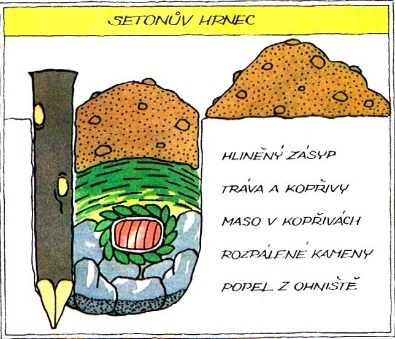 SETONŮV HRNEC
HLINĚNÝ ZÁSYP
TRÁVA A KOPŘIVY
MASO V KOPŘIVÁCH
ROZPÁLENÉ KAMENY
POPEL Z OHNIŠTĚ